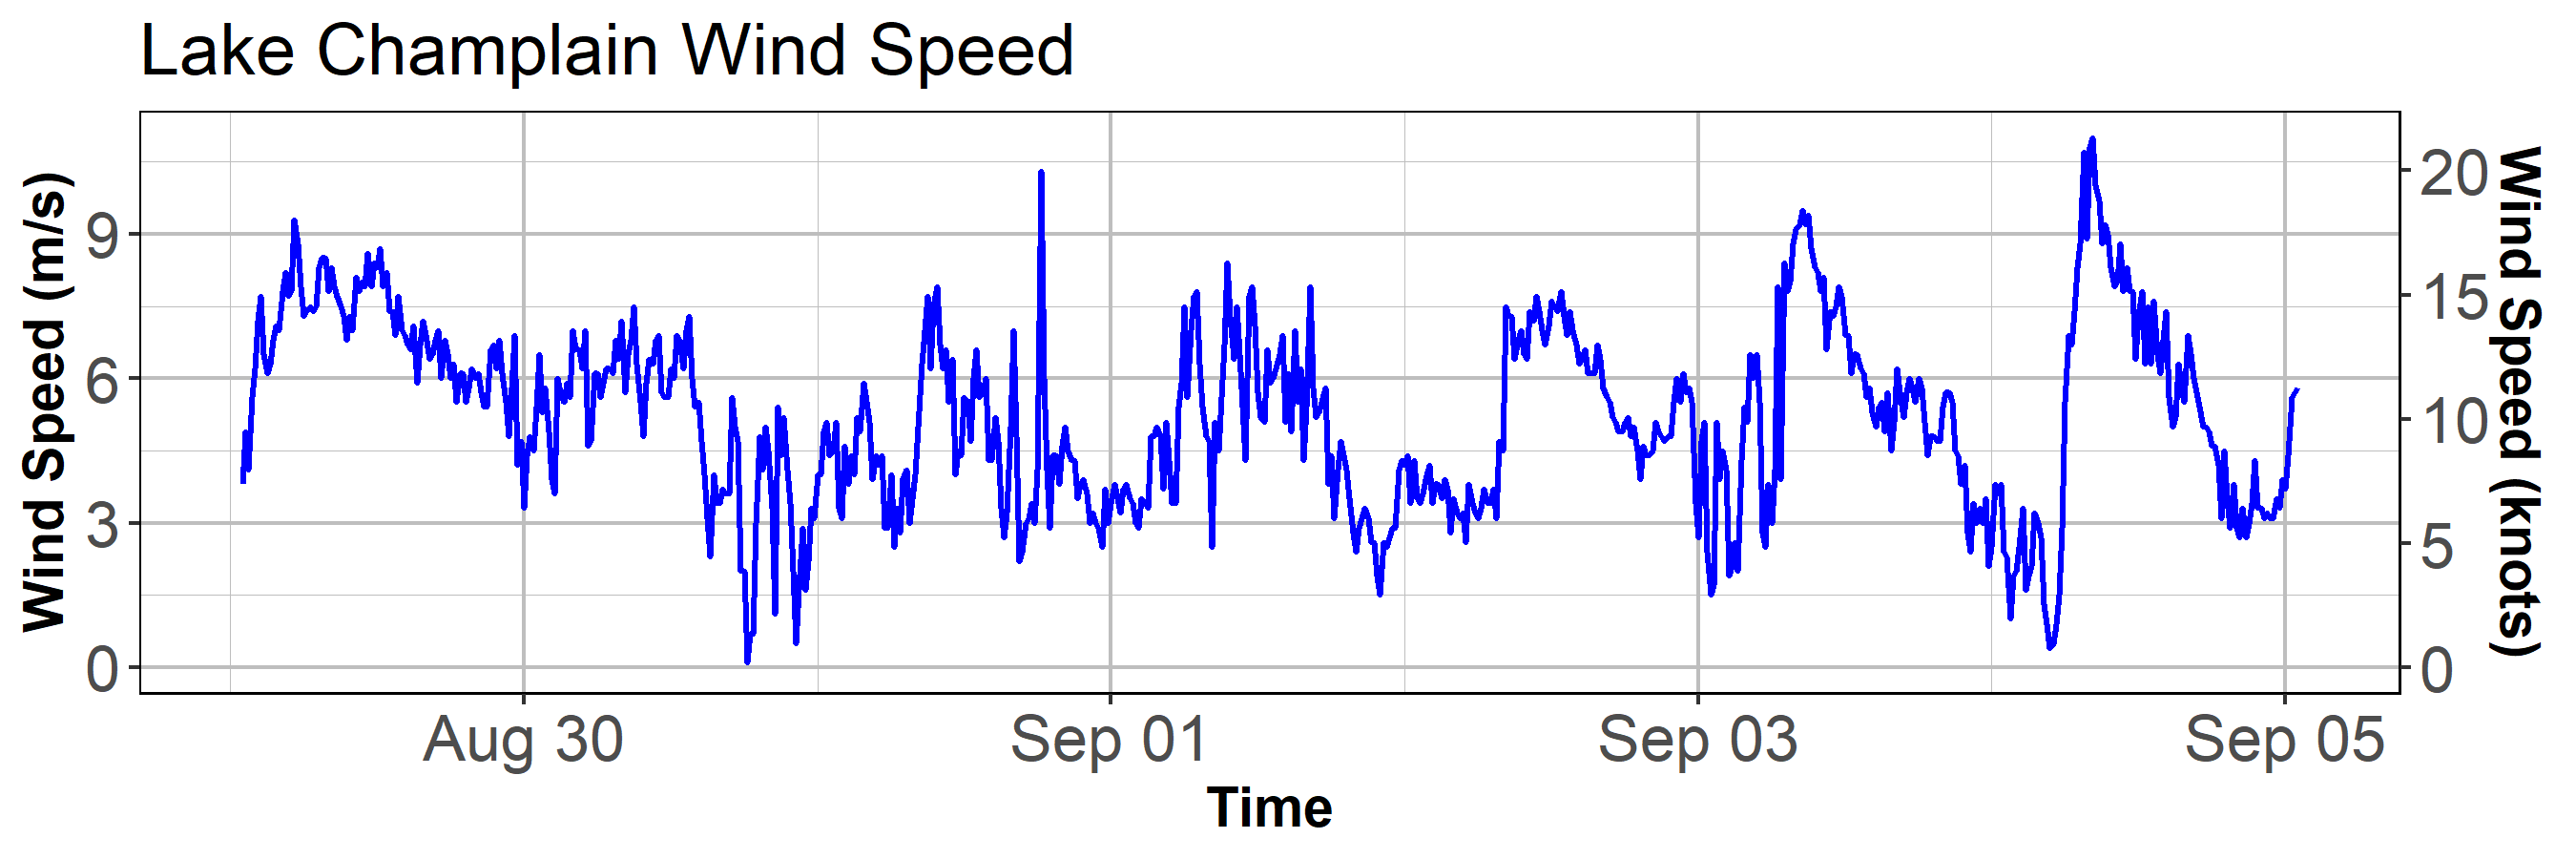 Lake Champlain Wind Speed
Wind Speed (m/s)
9
6
3
0
20
15
10
5
0
Wind Speed (knots)
Aug 30
Sep 01
Sep 03
Sep 05
Time